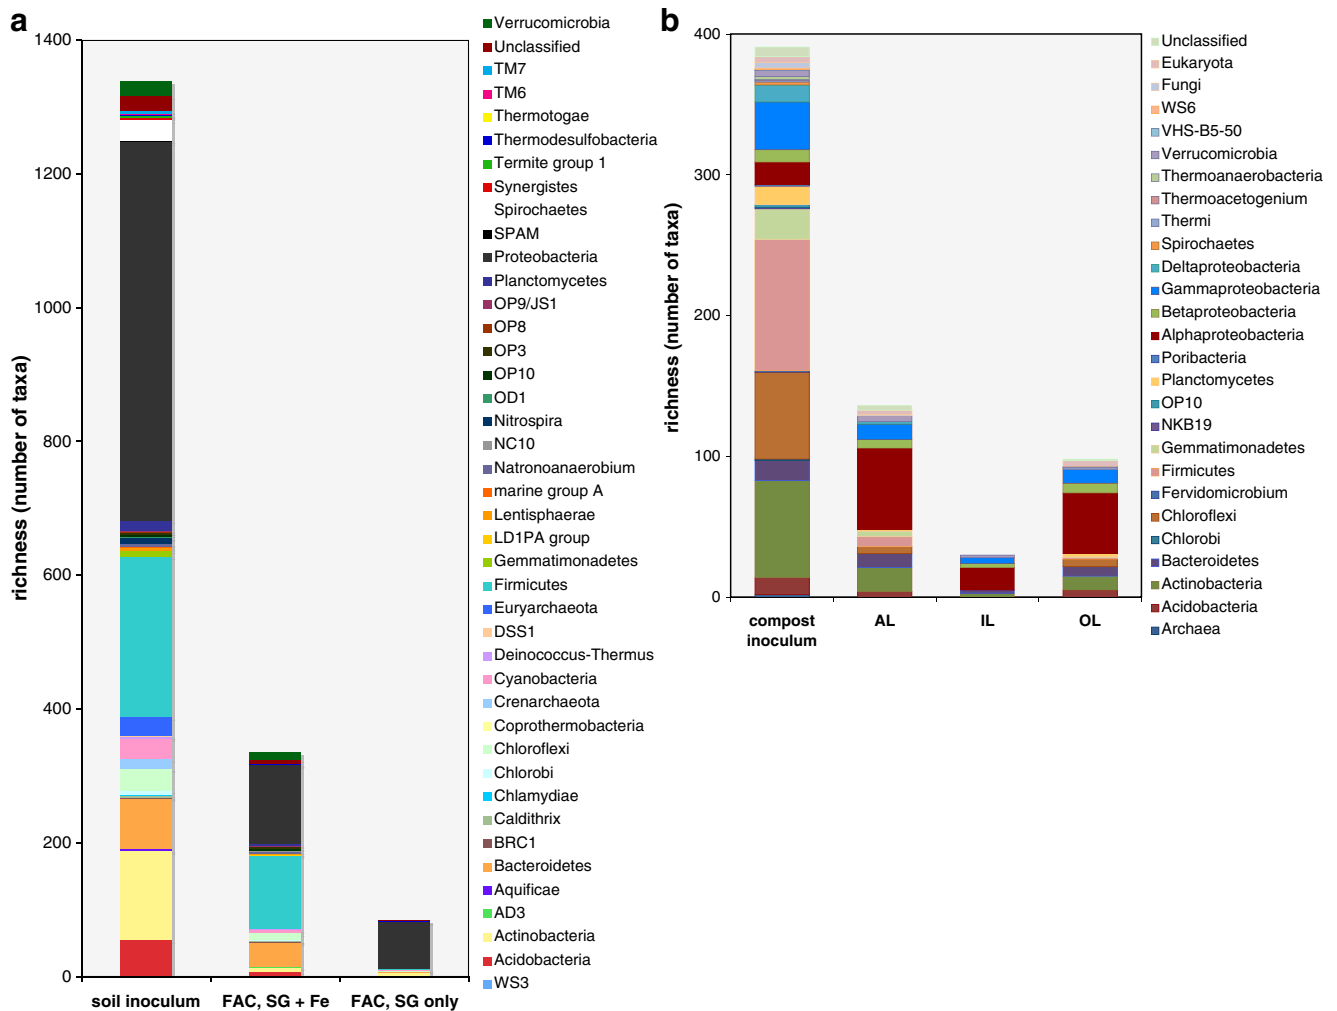 a
1400
1200
1000
800
600
400
200
0
richness (number of taxa)
soil inoculum
FAC, SG + Fe
FAC, SG only
Verrucomicrobia
Unclassified
TM7
TM6
Thermotogae
Thermodesulfobacteria
Termite group 1
Synergistes
Spirochaetes
SPAM
Proteobacteria
Planctomycetes
OP9/JS1
OP8
OP3
OP10
OD1
Nitrospira
NC10
Natronoanaerobium
marine group A
Lentisphaerae
LD1PA group
Gemmatimonadetes
Firmicutes
Euryarchaeota
DSS1
Deinococcus-Thermus
Cyanobacteria
Crenarchaeota
Coprothermobacteria
Chloroflexi
Chlorobi
Chlamydiae
Caldithrix
BRC1
Bacteroidetes
Aquificae
AD3
Actinobacteria
Acidobacteria
WS3
b
400
300
200
100
0
richness (number of taxa)
compost
inoculum
AL
IL
OL
Unclassified
Eukaryota
Fungi
WS6
VHS-B5-50
Verrucomicrobia
Thermoanaerobacteria
Thermoacetogenium
Thermi
Spirochaetes
Deltaproteobacteria
Gammaproteobacteria
Betaproteobacteria
Alphaproteobacteria
Poribacteria
Planctomycetes
OP10
NKB19
Gemmatimonadetes
Firmicutes
Fervidomicrobium
Chloroflexi
Chlorobi
Bacteroidetes
Actinobacteria
Acidobacteria
Archaea